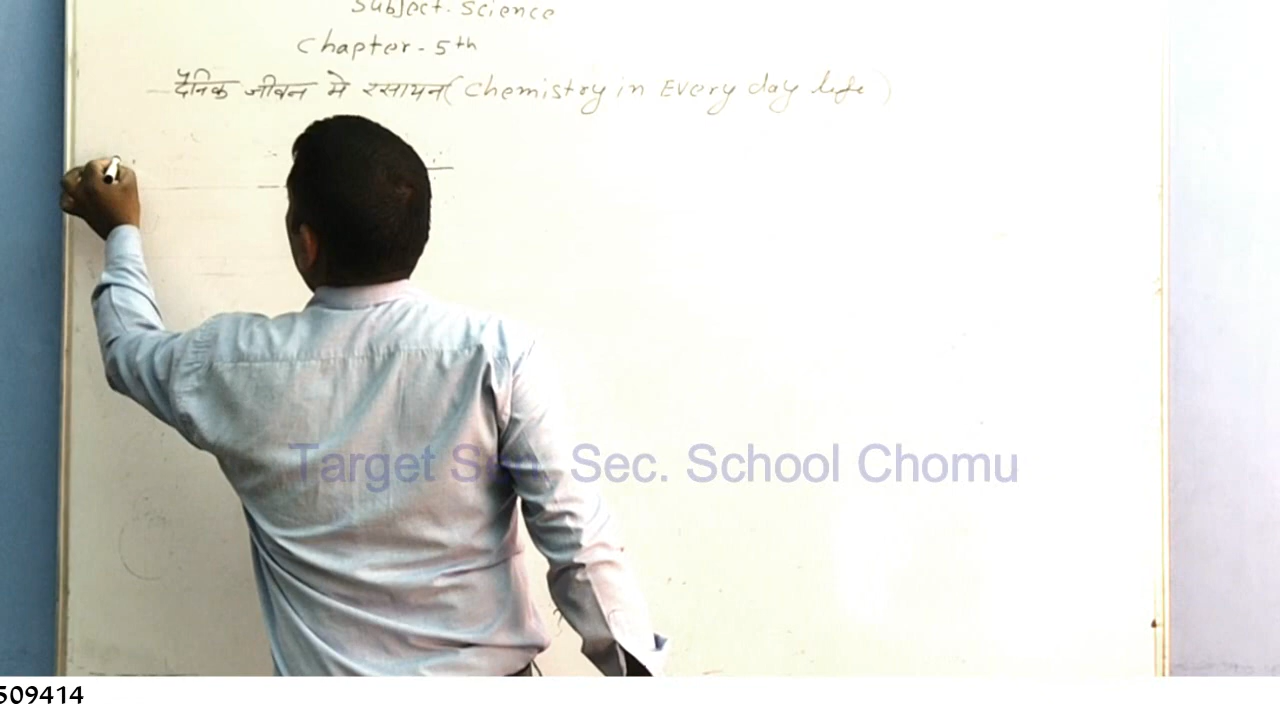 Subject. Science
Chapter - 5th
दैनिक जीवन मे रसायन (Chemistry in Every day life)
Target Sen. Sec. School Chomu
509414